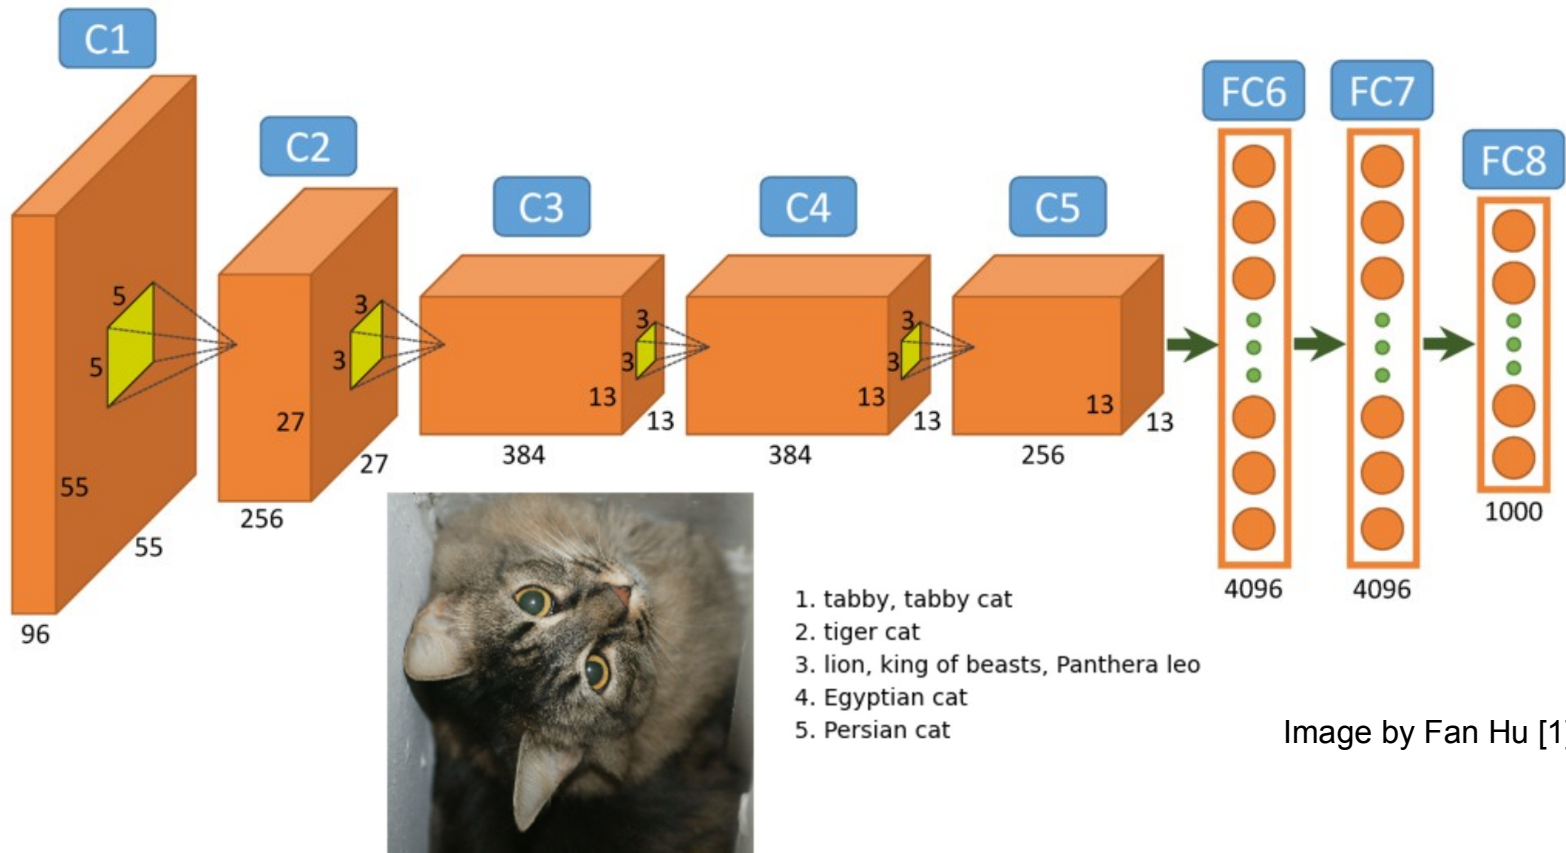 C1
C2
C3
C4
C5
FC6
FC7
FC8
5
5
3
3
3
3
3
3
55
55
96
27
27
256
13
13
384
13
13
384
13
13
256
4096
4096
1000
1. tabby, tabby cat
2. tiger cat
3. lion, king of beasts, Panthera leo
4. Egyptian cat
5. Persian cat
Image by Fan Hu [1]